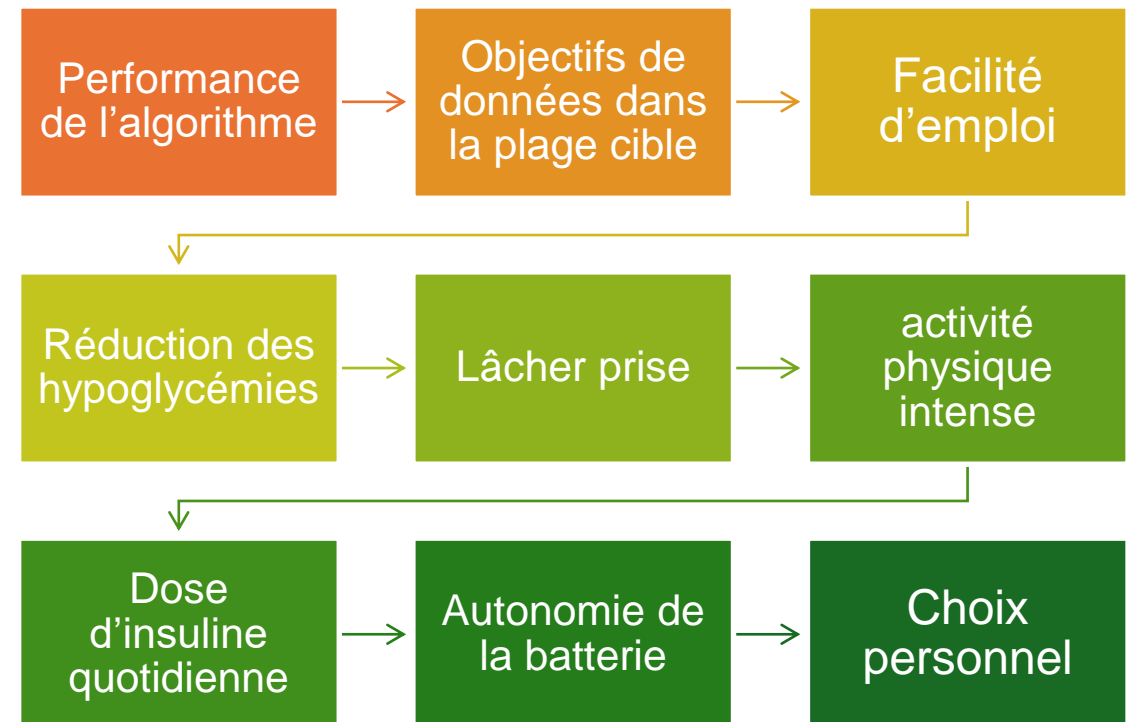 Performance
de l’algorithme
Objectifs de
données dans
la plage cible
Facilité
d’emploi
Réduction des
hypoglycémies
Lâcher prise
activité
physique
intense
Dose
d’insuline
quotidienne
Autonomie de
la batterie
Choix
personnel